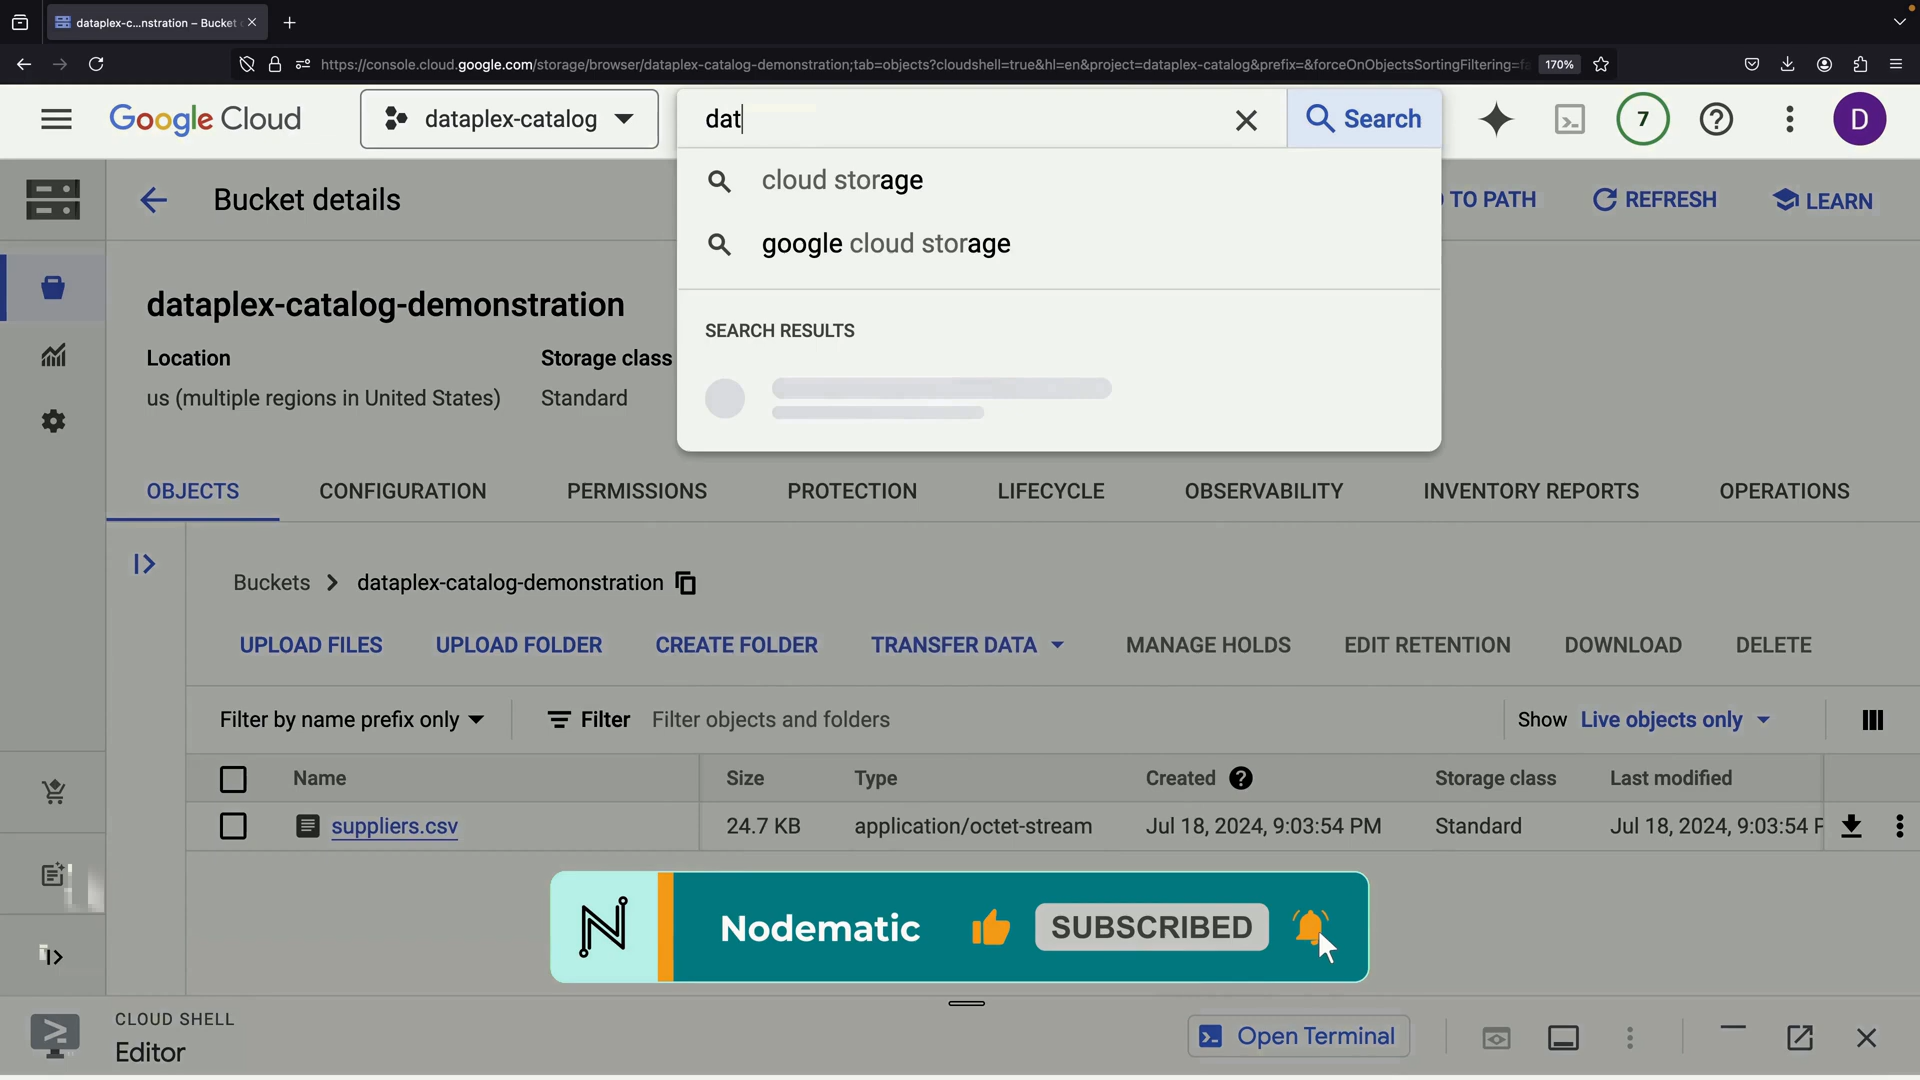 dataplex-c...nstration – Bucket
https://console.cloud.google.com/storage/browser/dataplex-catalog-demonstration;tab=objects?cloudshell=true&hl=en&project=dataplex-catalog&prefix=&forceOnObjectsSortingFiltering=
170%
Google Cloud
dataplex-catalog
dat
Search
7
D
cloud storage
google cloud storage
SEARCH RESULTS
Bucket details
TO PATH
REFRESH
LEARN
dataplex-catalog-demonstration
Location
Storage class
us (multiple regions in United States)
Standard
OBJECTS
CONFIGURATION
PERMISSIONS
PROTECTION
LIFECYCLE
OBSERVABILITY
INVENTORY REPORTS
OPERATIONS
Buckets
dataplex-catalog-demonstration
UPLOAD FILES
UPLOAD FOLDER
CREATE FOLDER
TRANSFER DATA
MANAGE HOLDS
EDIT RETENTION
DOWNLOAD
DELETE
Filter by name prefix only
Filter
Filter objects and folders
Show
Live objects only
Name
Size
Type
Created
Storage class
Last modified
suppliers.csv
24.7 KB
application/octet-stream
Jul 18, 2024, 9:03:54 PM
Standard
Jul 18, 2024, 9:03:54 P
Nodematic
SUBSCRIBED
CLOUD SHELL
Editor
Open Terminal